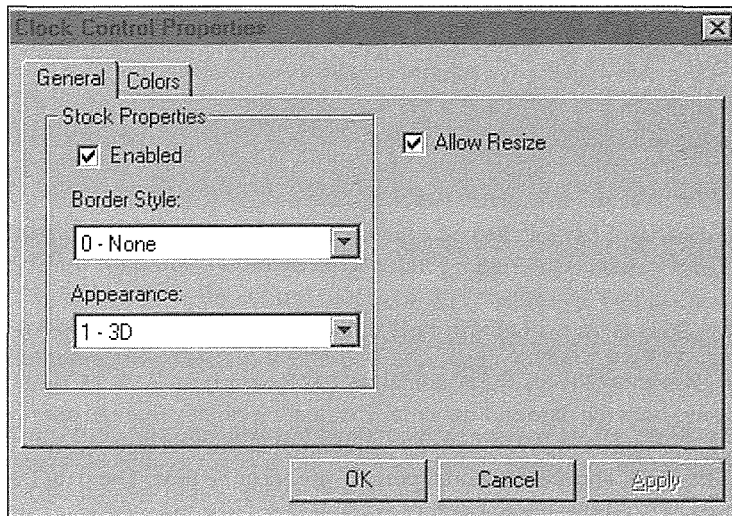 Clock Control Properties
General
Colors
Stock Properties
Enabled
Allow Resize
Border Style:
0 - None
Appearance:
1 - 3D
OK
Cancel
Apply